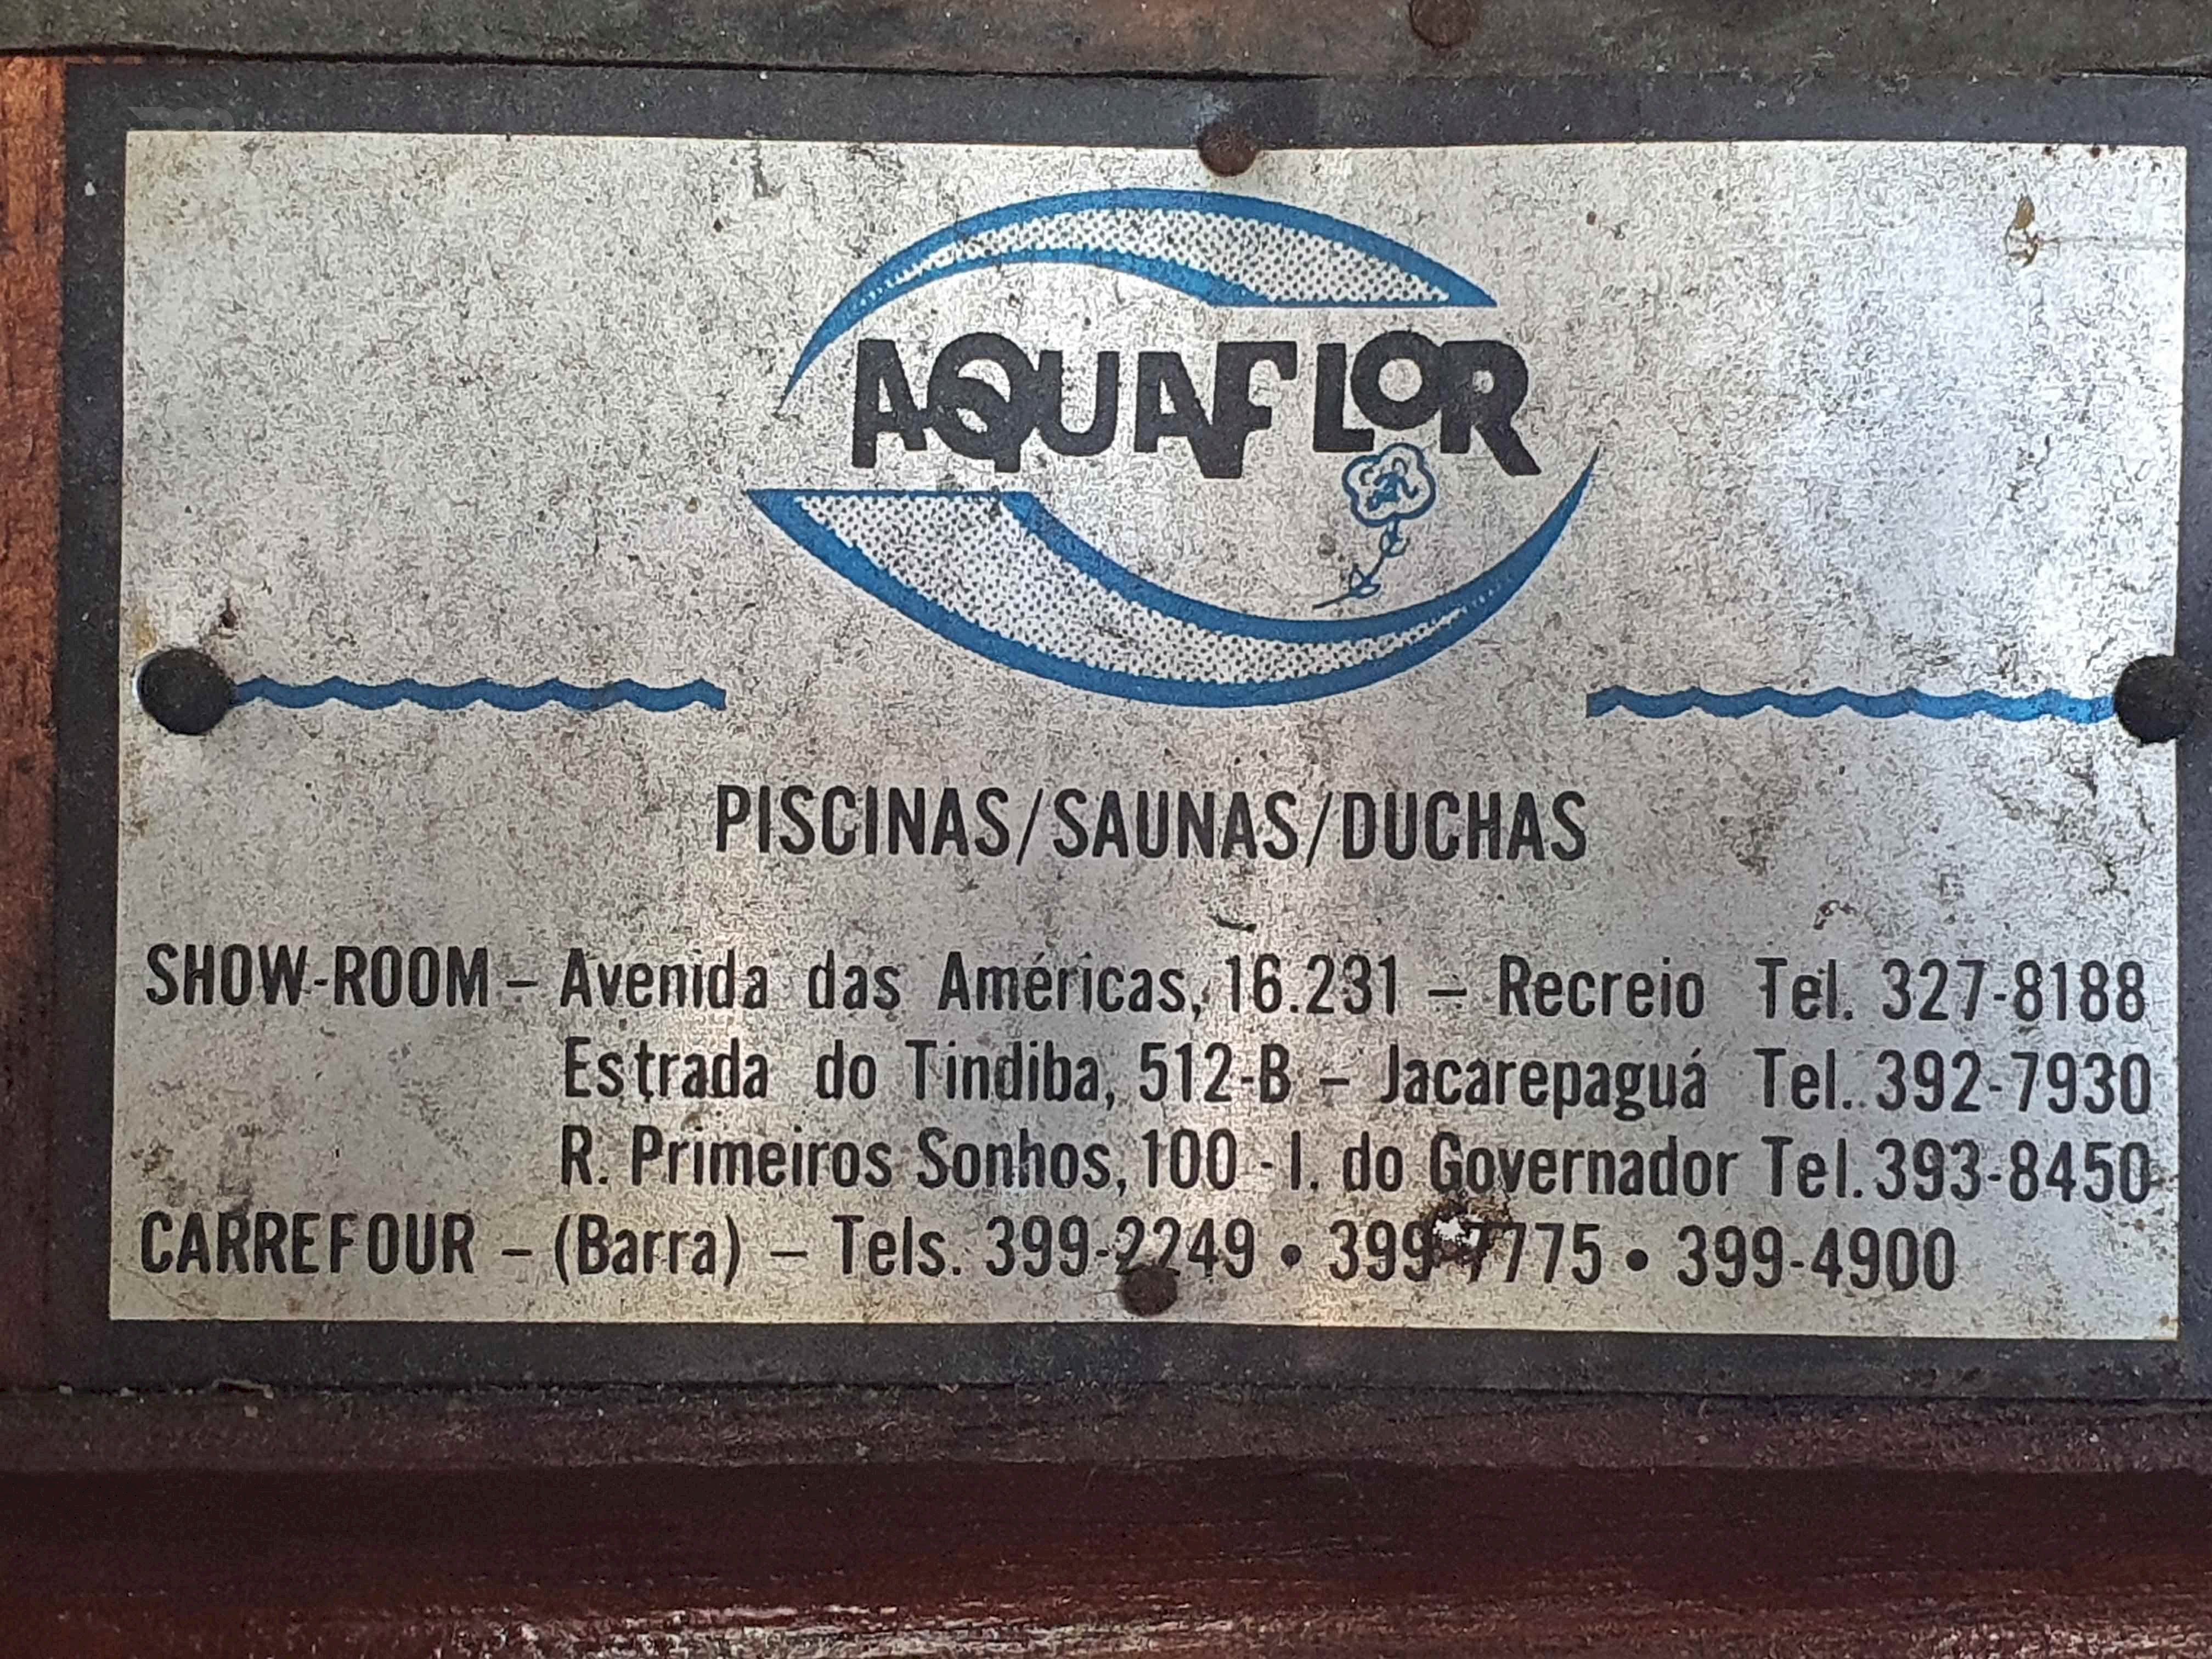 AQUAFLOR
PISCINAS/SAUNAS/DUCHAS
SHOW-ROOM – Avenida das Américas, 16.231 – Recreio Tel. 327-8188
Estrada do Tindiba, 512-B – Jacarepaguá Tel. 392-7930
R. Primeiros Sonhos, 100 - I. do Governador Tel. 393-8450
CARREFOUR – (Barra) – Tels. 399-2249 • 399-7775 • 399-4900